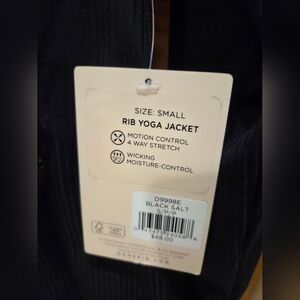 SIZE: SMALL
RIB YOGA JACKET
MOTION CONTROL
4 WAY STRETCH
WICKING
MOISTURE-CONTROL
D9998E
BLACK SALT
S/P/P
$48.00